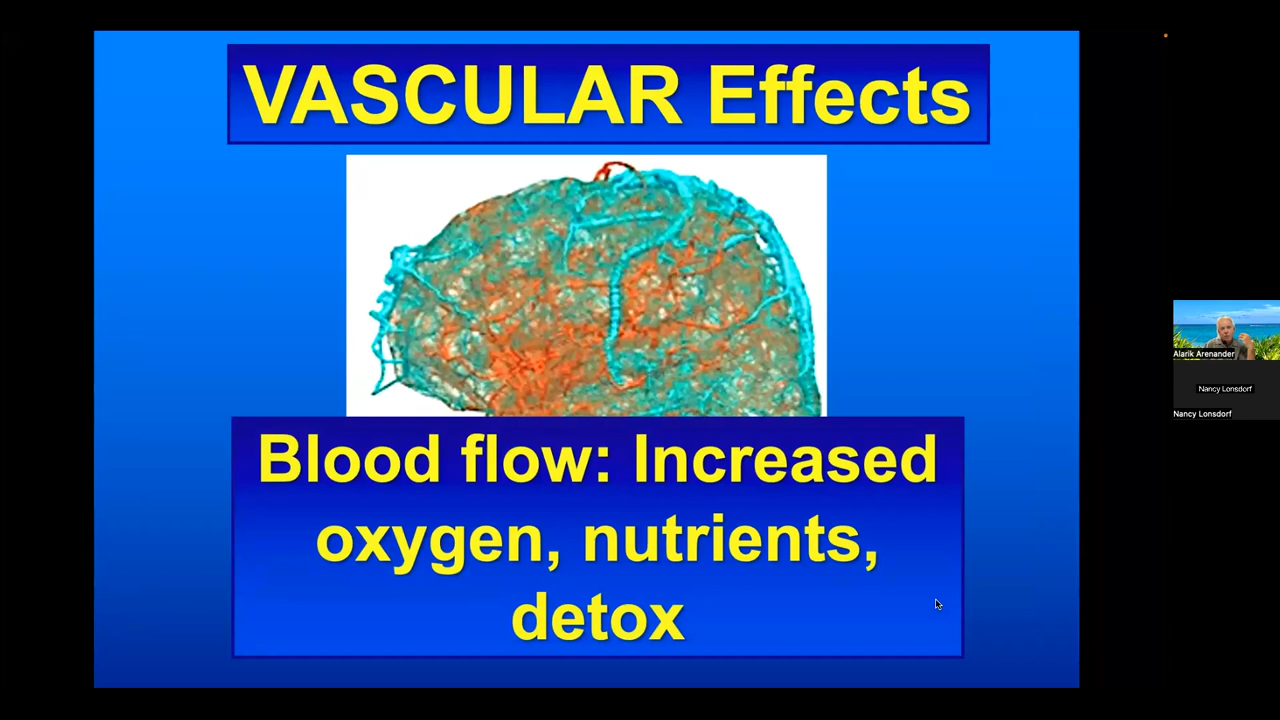 VASCULAR Effects
Blood flow: Increased
oxygen, nutrients,
detox
Alarik Arenander
Nancy Lonsdorf
Nancy Lonsdorf